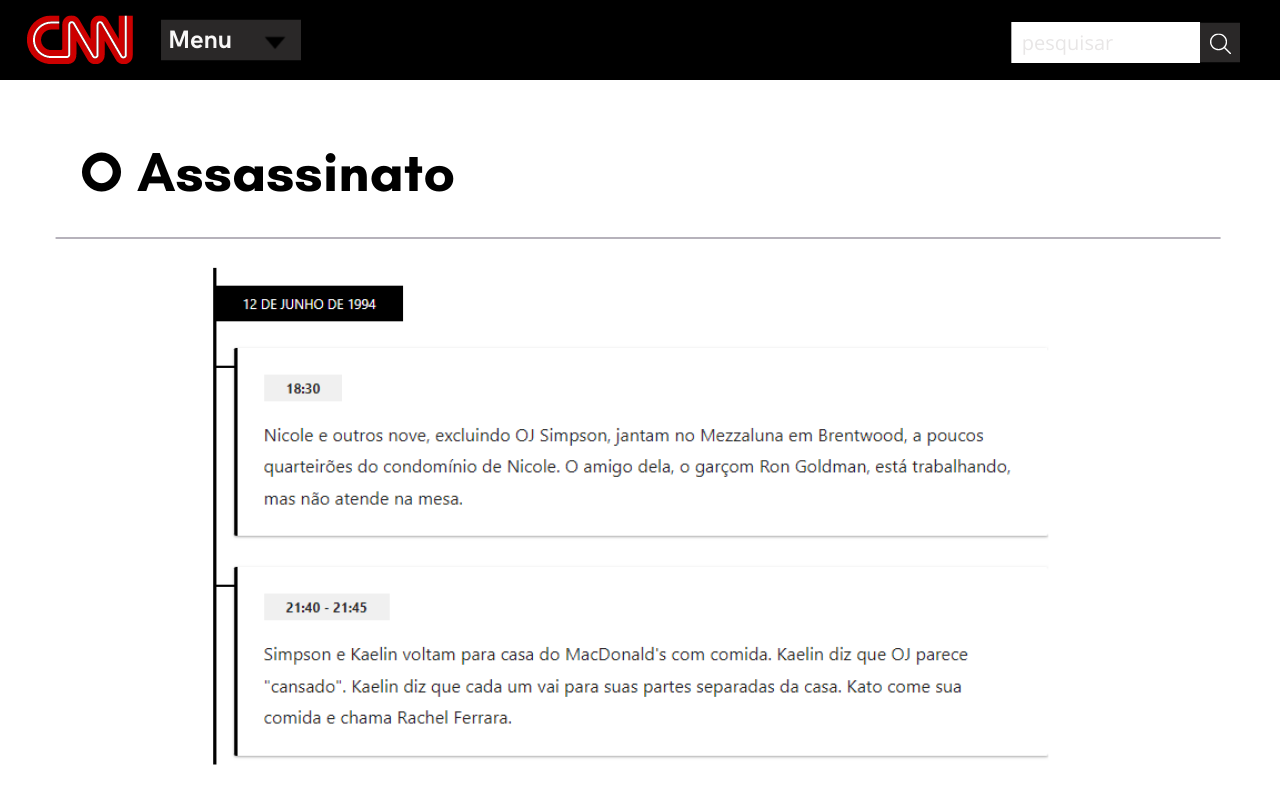 CNN
Menu
pesquisar
O Assassinato
12 DE JUNHO DE 1994
18:30
Nicole e outros nove, excluindo OJ Simpson, jantam no Mezzaluna em Brentwood, a poucos
quarteirões do condomínio de Nicole. O amigo dela, o garçom Ron Goldman, está trabalhando,
mas não atende na mesa.
21:40 - 21:45
Simpson e Kaelin voltam para casa do MacDonald's com comida. Kaelin diz que OJ parece
"cansado". Kaelin diz que cada um vai para suas partes separadas da casa. Kato come sua
comida e chama Rachel Ferrara.